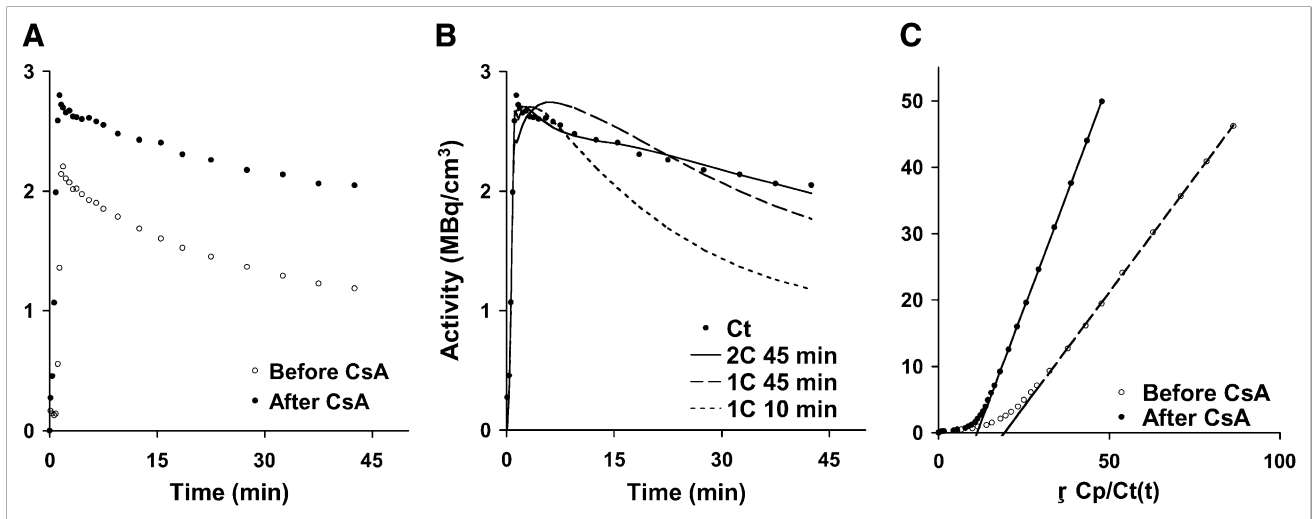 A
3
2
1
0
0
15
30
45
Time (min)
Before CsA
After CsA
B
Activity (MBq/cm³)
3
2
1
0
0
15
30
45
Time (min)
Ct
2C 45 min
1C 45 min
1C 10 min
C
50
40
30
20
10
0
0
50
100
Cp/Ct(t)
Before CsA
After CsA